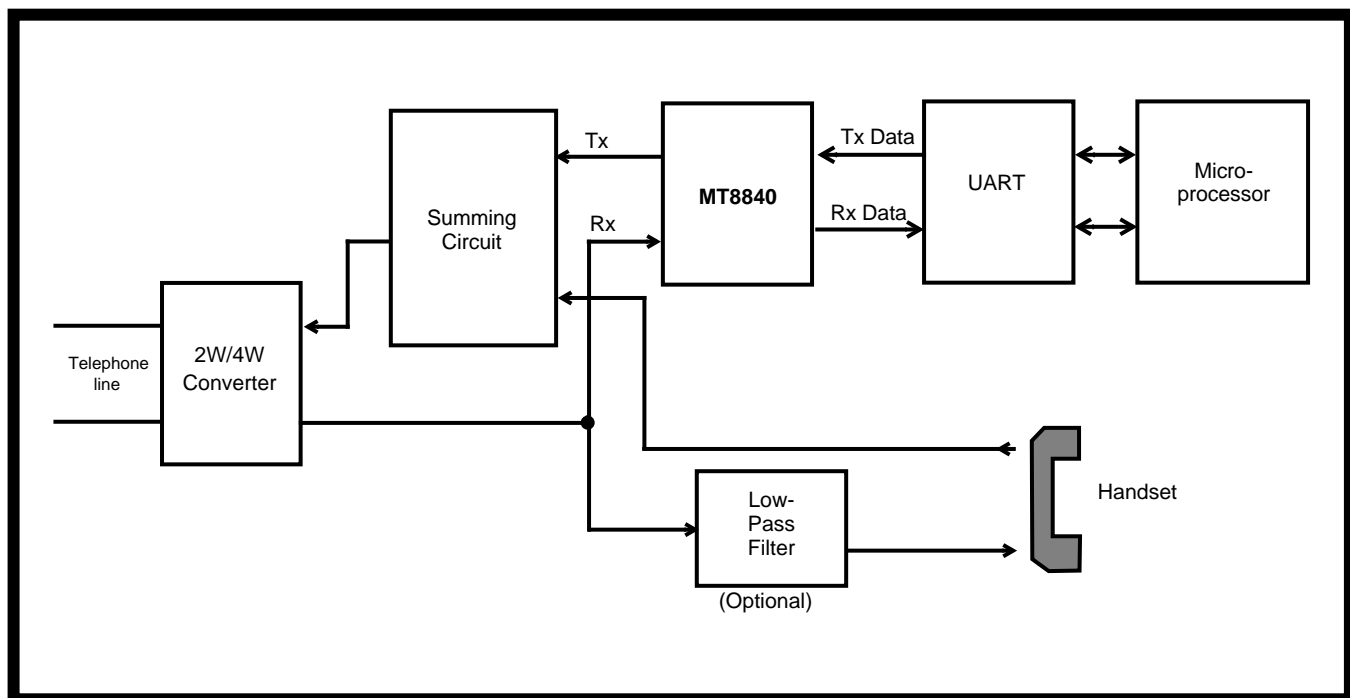 Tx
Tx Data
Summing
Circuit
MT8840
UART
Micro-
processor
Rx
Rx Data
Telephone
line
2W/4W
Converter
Low-
Pass
Filter
(Optional)
Handset